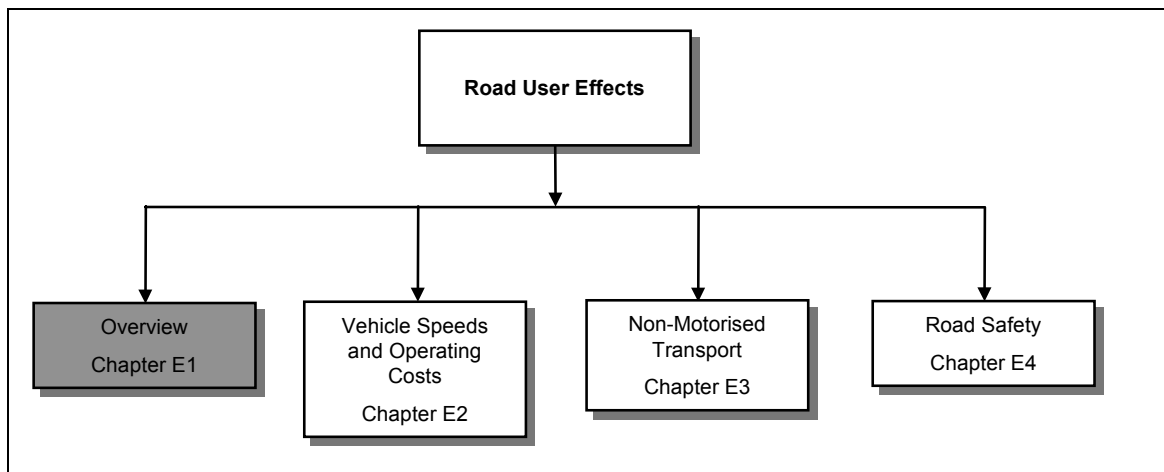 Road User Effects
Overview
Chapter E1
Vehicle Speeds
and Operating
Costs
Chapter E2
Non-Motorised
Transport
Chapter E3
Road Safety
Chapter E4